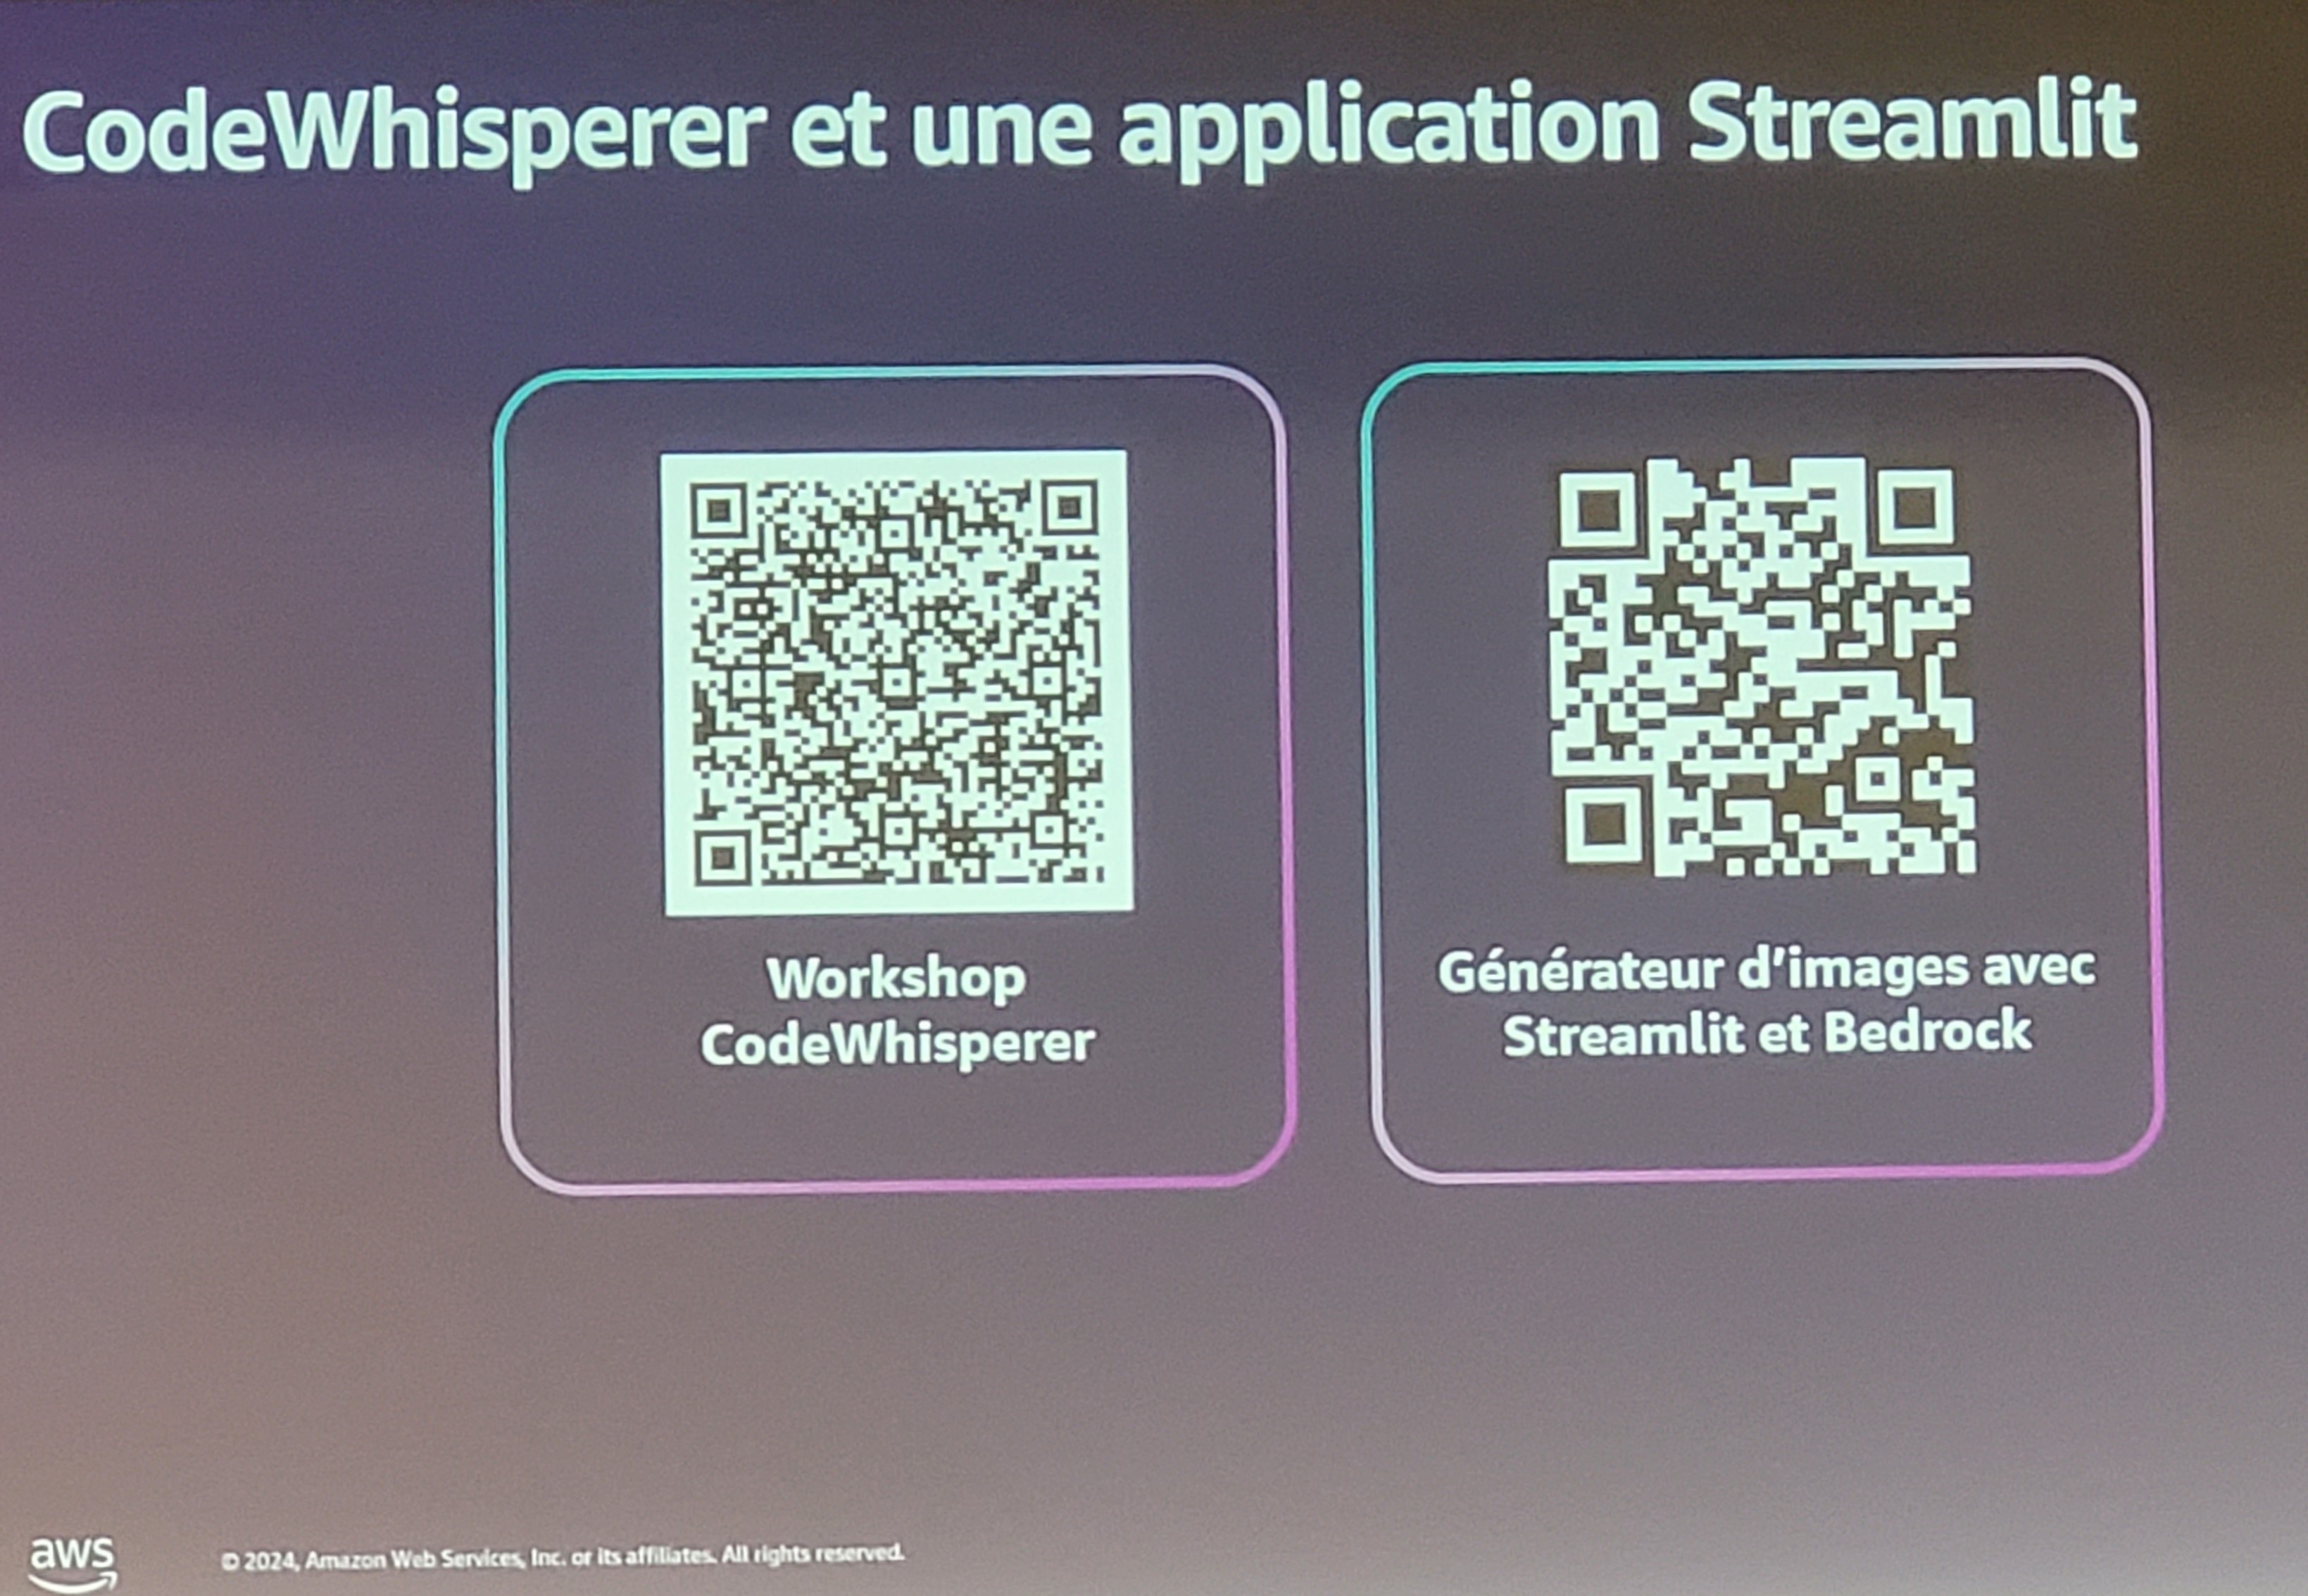 CodeWhisperer et une application Streamlit
Workshop
CodeWhisperer
Générateur d'images avec
Streamlit et Bedrock
aws
© 2024, Amazon Web Services, Inc. or its affiliates. All rights reserved.